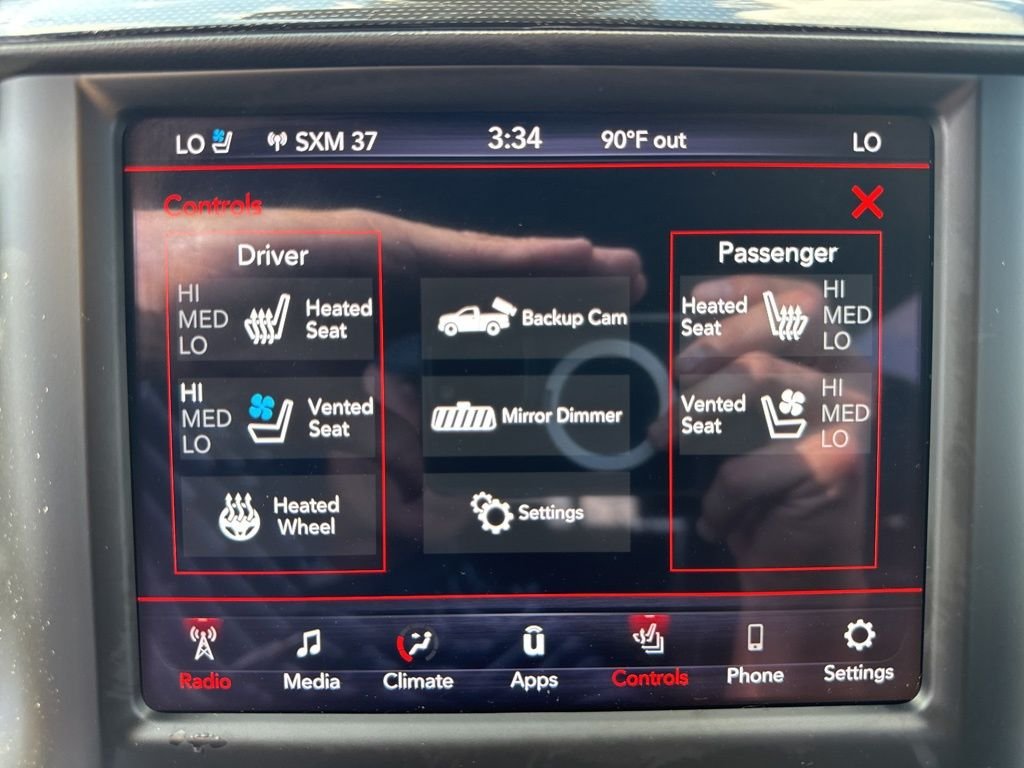 LO SXM 37 3:34 90°F out LO
Controls
Driver
HI
MED
LO
Heated
Seat
HI
MED
LO
Vented
Seat
Heated
Wheel
Backup Cam
Mirror Dimmer
Settings
Passenger
Heated
Seat
HI
MED
LO
Vented
Seat
HI
MED
LO
Radio Media Climate Apps Controls Phone Settings